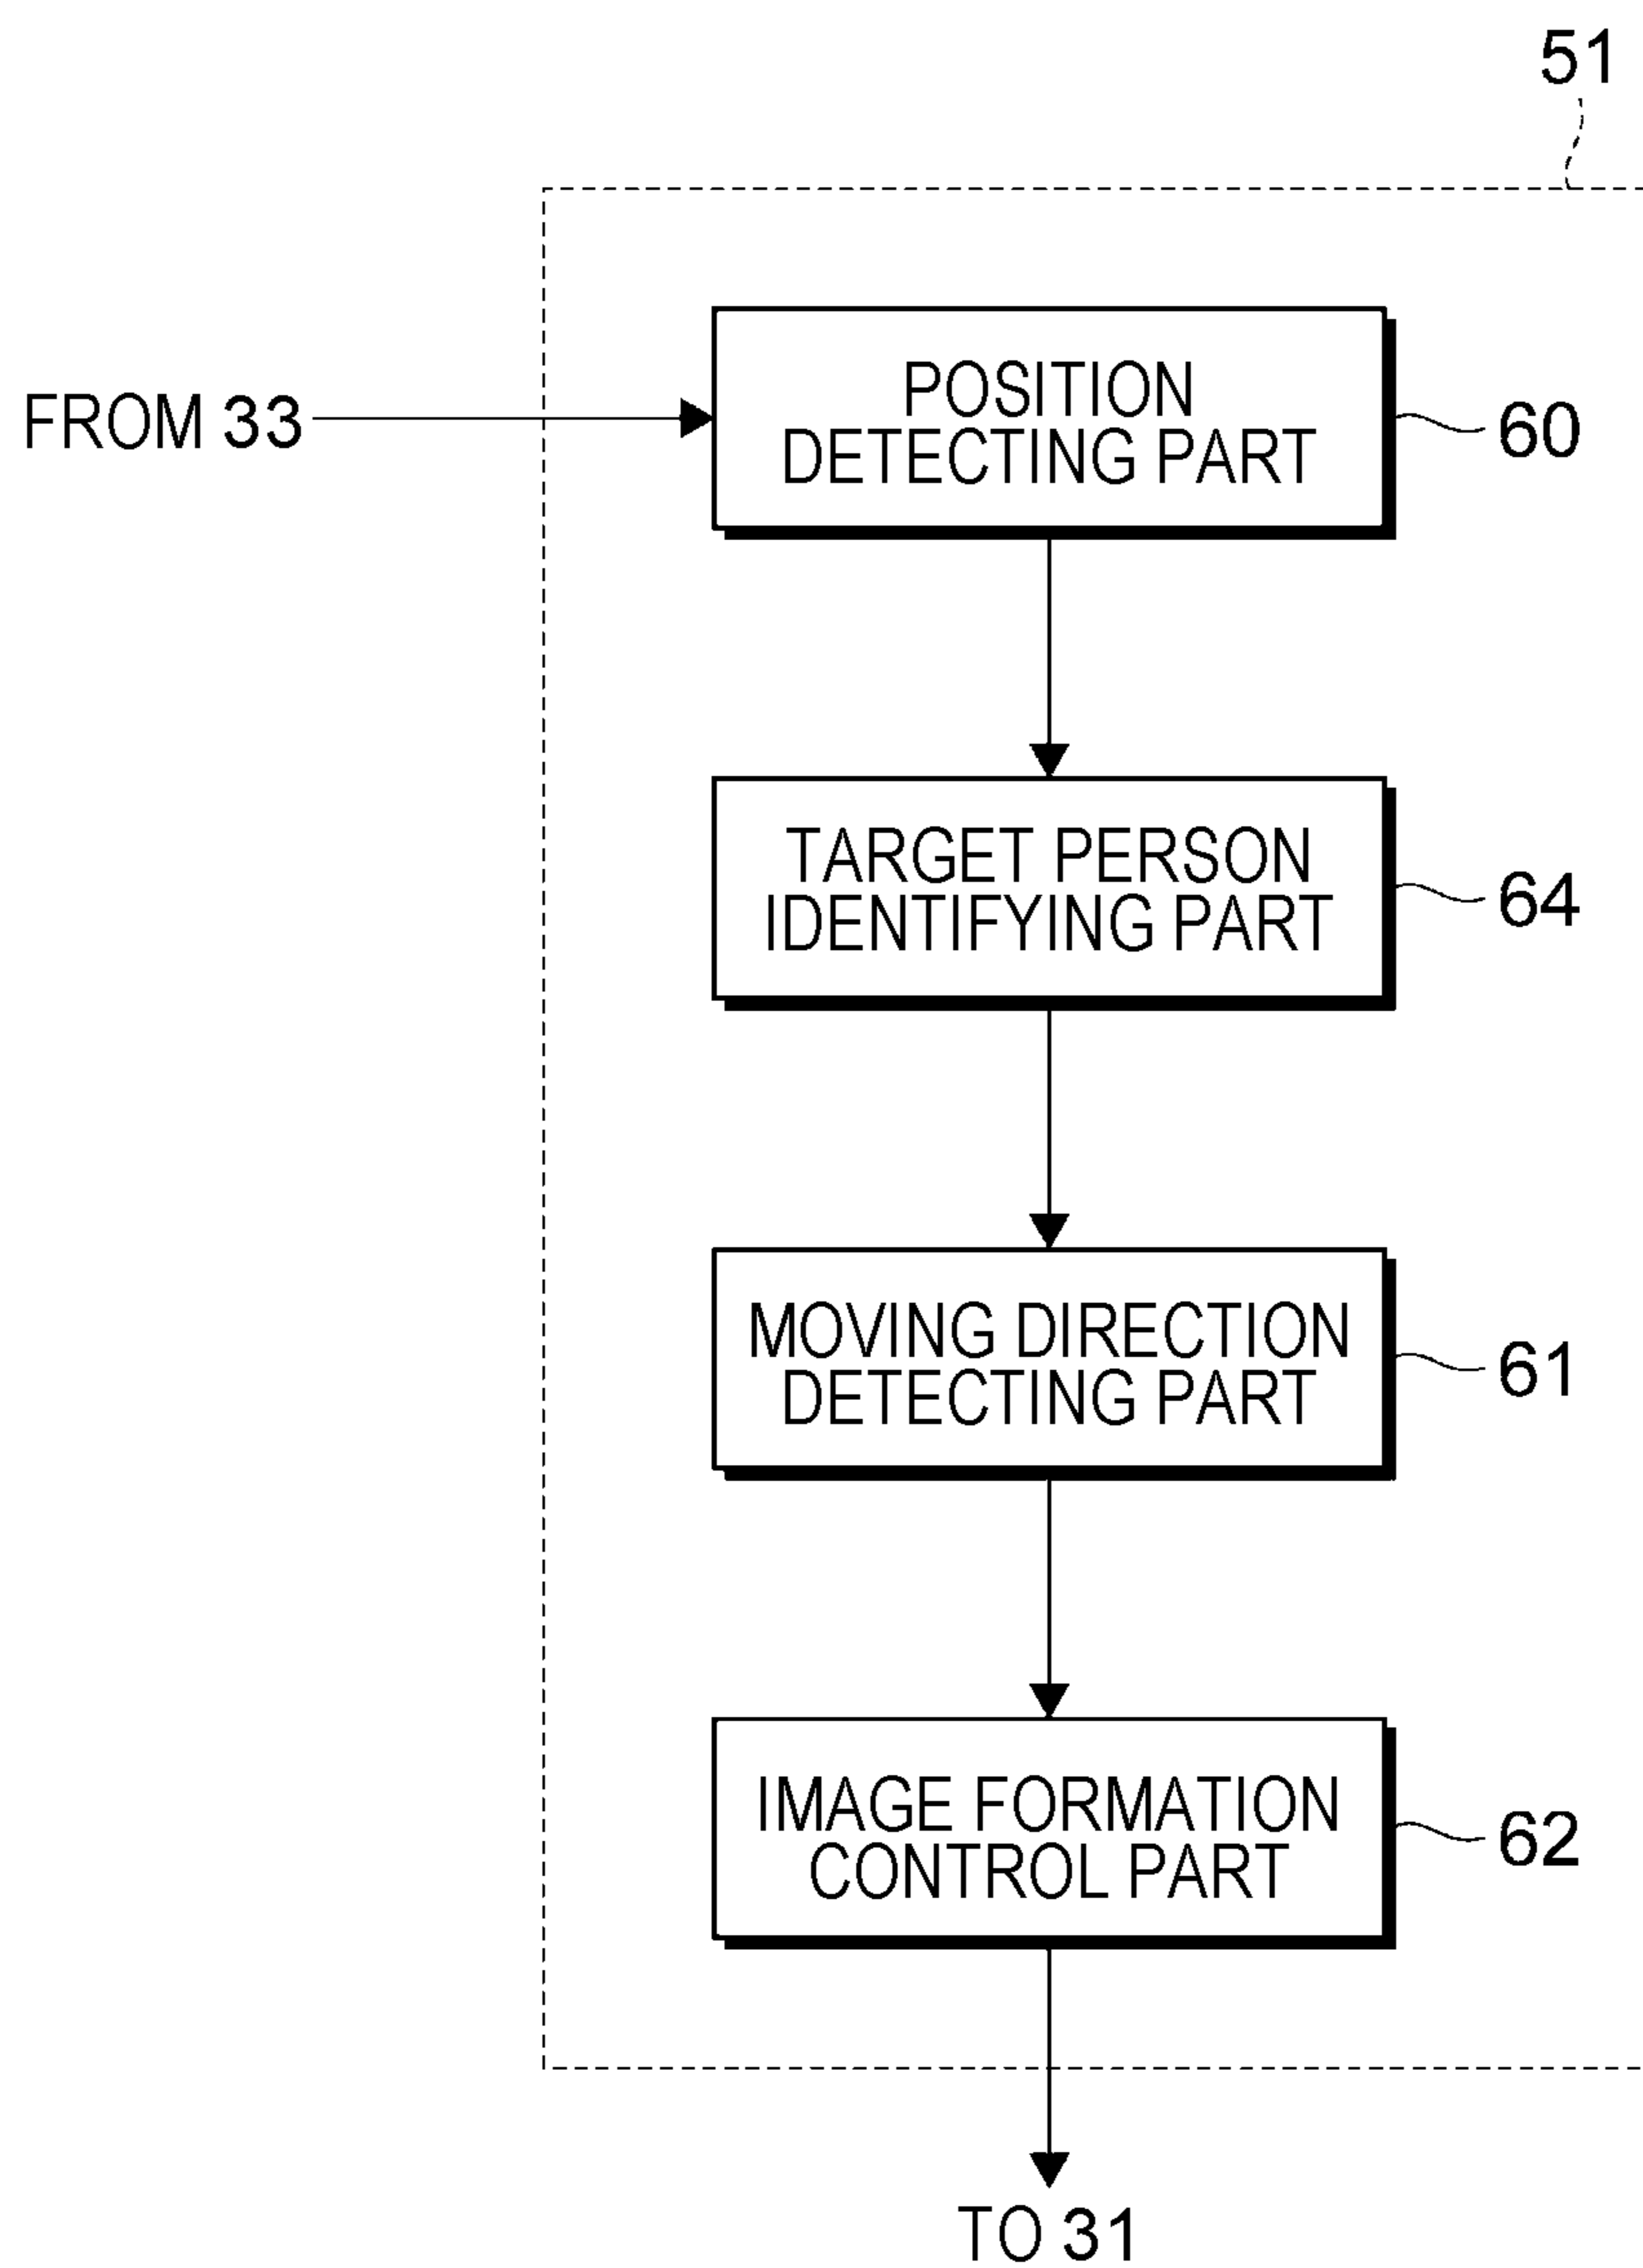 51
POSITION
DETECTING PART
FROM 33
60
TARGET PERSON
IDENTIFYING PART
64
MOVING DIRECTION
DETECTING PART
61
IMAGE FORMATION
CONTROL PART
62
TO 31